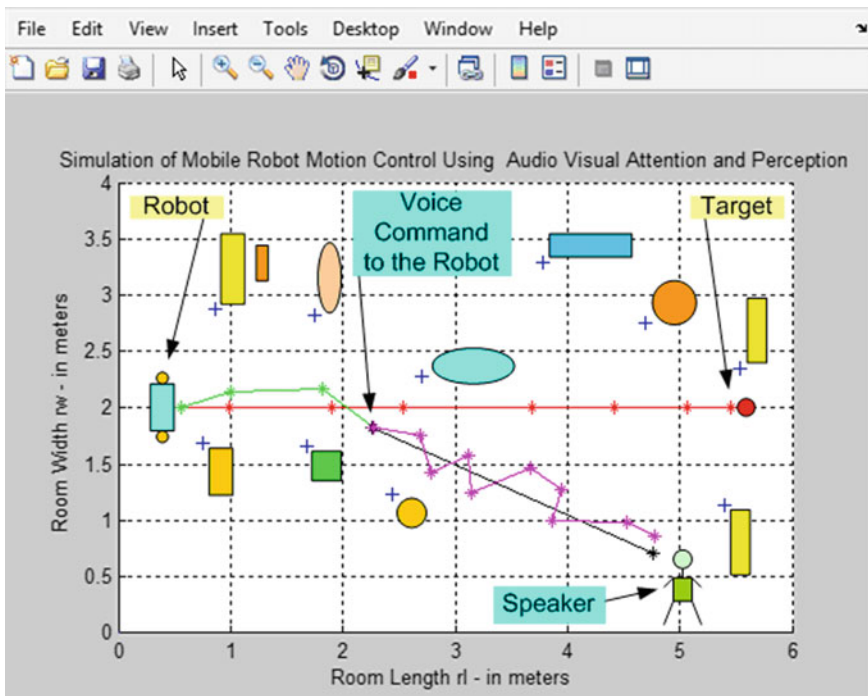 File Edit View Insert Tools Desktop Window Help
Simulation of Mobile Robot Motion Control Using Audio Visual Attention and Perception
Robot
Voice
Command
to the Robot
Target
Speaker
4
3.5
3
2.5
2
1.5
1
0.5
0
Room Width rw - in meters
0 1 2 3 4 5 6
Room Length rl - in meters